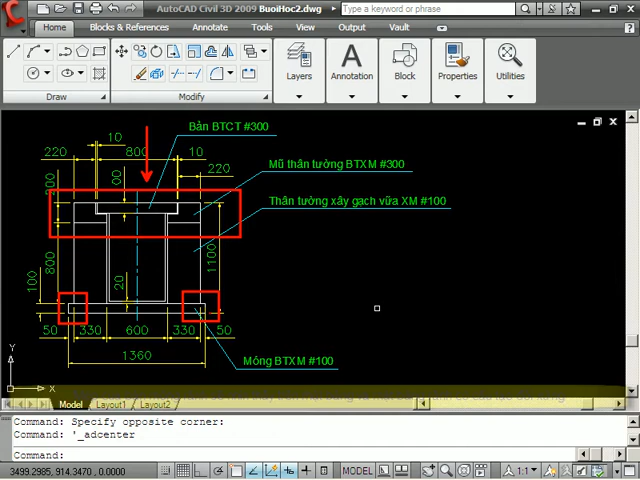 AutoCAD Civil 3D 2009 BuoiHoc2.dwg
Type a keyword or phrase
Home
Blocks & References
Annotate
Tools
View
Insert
Output
Vault
Layers
Annotation
Block
Properties
Utilities
Draw
Modify
Bản BTCT #300
10
220
800
10
Mũ thân tường BTXM #300
220
200
00
Thân tường xây gạch vữa XM #100
800
1100
100
20
50
330
600
330
50
1360
Móng BTXM #100
Y
X
Model
Layout1
Layout2
Command: Specify opposite corner:
Command: '_adcenter
Command:
3499.2985, 914.3470 , 0.0000
MODEL
1:1